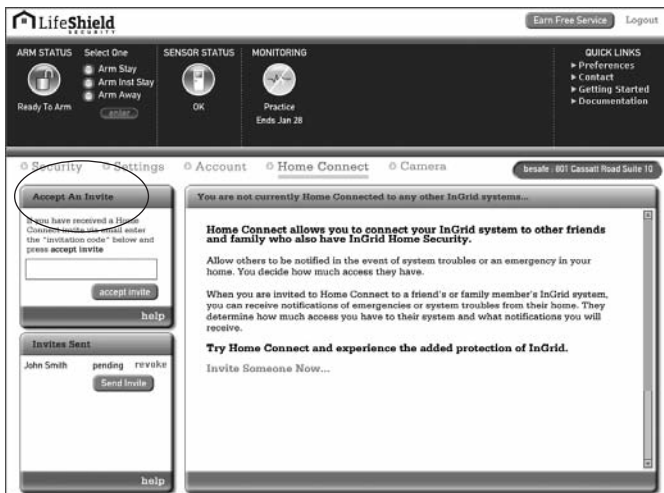 LifeShield
SECURITY
Earn Free Service
Logout
ARM STATUS
Ready To Arm
Select One
Arm Stay
Arm Inst Stay
Arm Away
enter
SENSOR STATUS
OK
MONITORING
Practice
Ends Jan 28
QUICK LINKS
Preferences
Contact
Getting Started
Documentation
Security
Settings
Account
Home Connect
Camera
besafe : 801 Cassatt Road Suite 10
Accept An Invite
If you have received a Home
Connect invite via email enter
the "invitation code" below and
press accept invite
accept invite
help
Invites Sent
John Smith pending revoke
Send Invite
help
You are not currently Home Connected to any other InGrid systems...
Home Connect allows you to connect your InGrid system to other friends
and family who also have InGrid Home Security.
Allow others to be notified in the event of system troubles or an emergency in your
home. You decide how much access they have.
When you are invited to Home Connect to a friend's or family member's InGrid system,
you can receive notifications of emergencies or system troubles from their home. They
determine how much access you have to their system and what notifications you will
receive.
Try Home Connect and experience the added protection of InGrid.
Invite Someone Now...